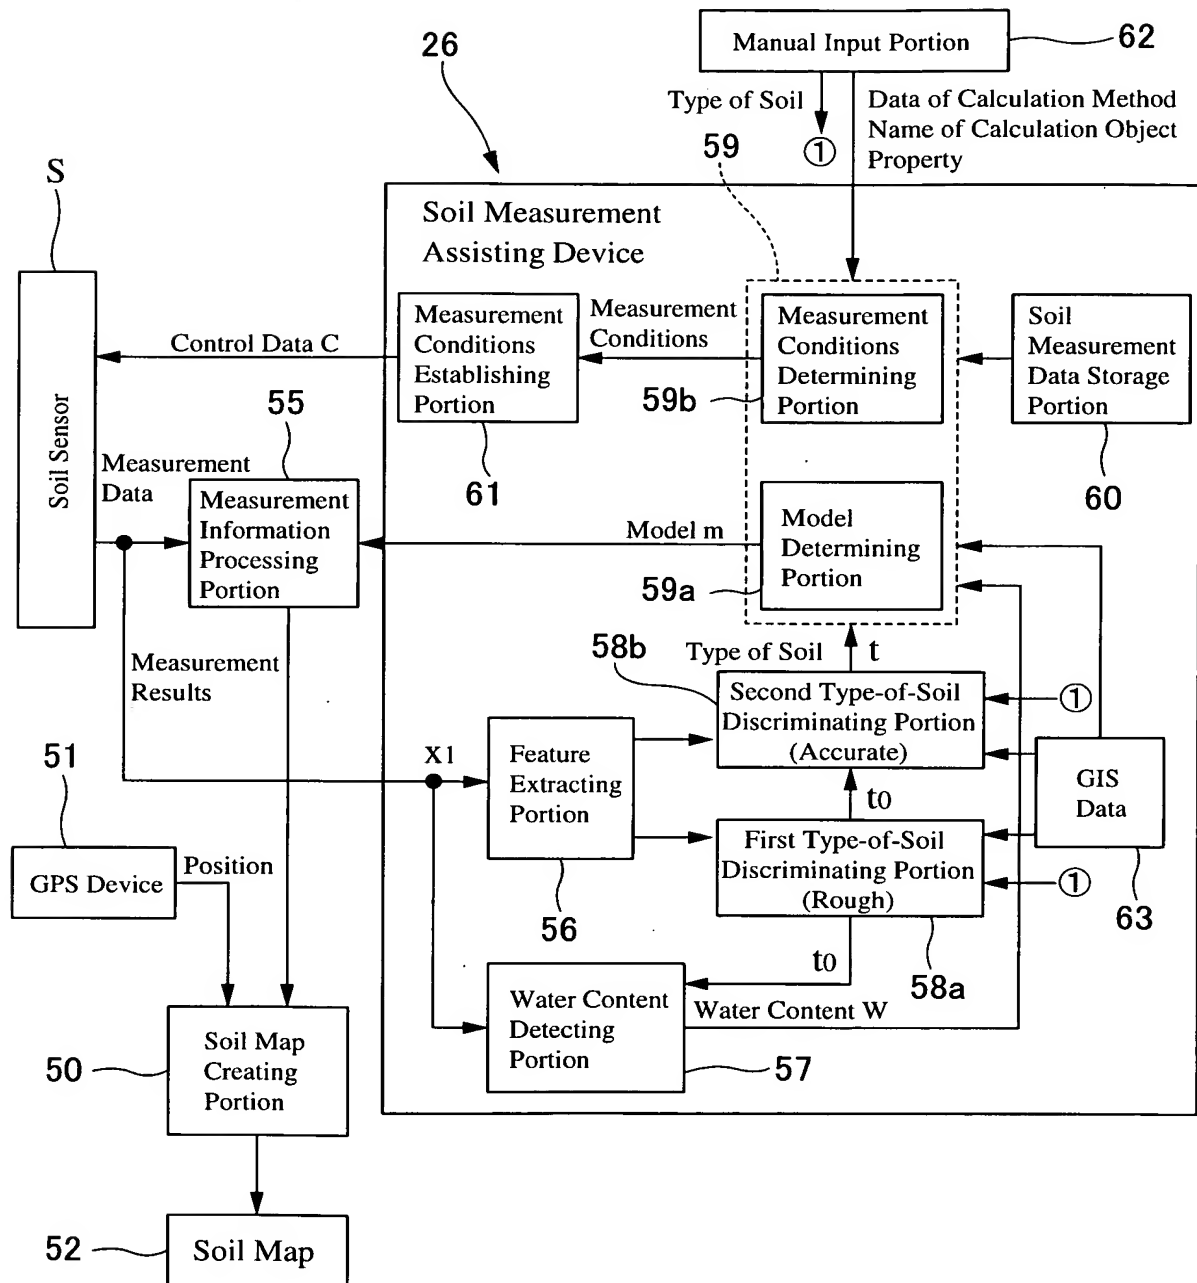 26
Manual Input Portion
62
Type of Soil
①
Data of Calculation Method
Name of Calculation Object
Property
59
S
Soil Measurement
Assisting Device
Soil Sensor
Control Data C
Measurement
Conditions
Establishing
Portion
61
Measurement
Conditions
Measurement
Conditions
Determining
Portion
59b
Soil
Measurement
Data Storage
Portion
60
55
Measurement
Data
Measurement
Information
Processing
Portion
Model m
Model
Determining
Portion
59a
Measurement
Results
58b
Type of Soil
t
Second Type-of-Soil
Discriminating Portion
(Accurate)
①
X1
Feature
Extracting
Portion
56
t0
GIS
Data
63
First Type-of-Soil
Discriminating Portion
(Rough)
①
58a
51
GPS Device
Position
t0
Water Content
Detecting
Portion
57
Water Content W
50
Soil Map
Creating
Portion
52
Soil Map